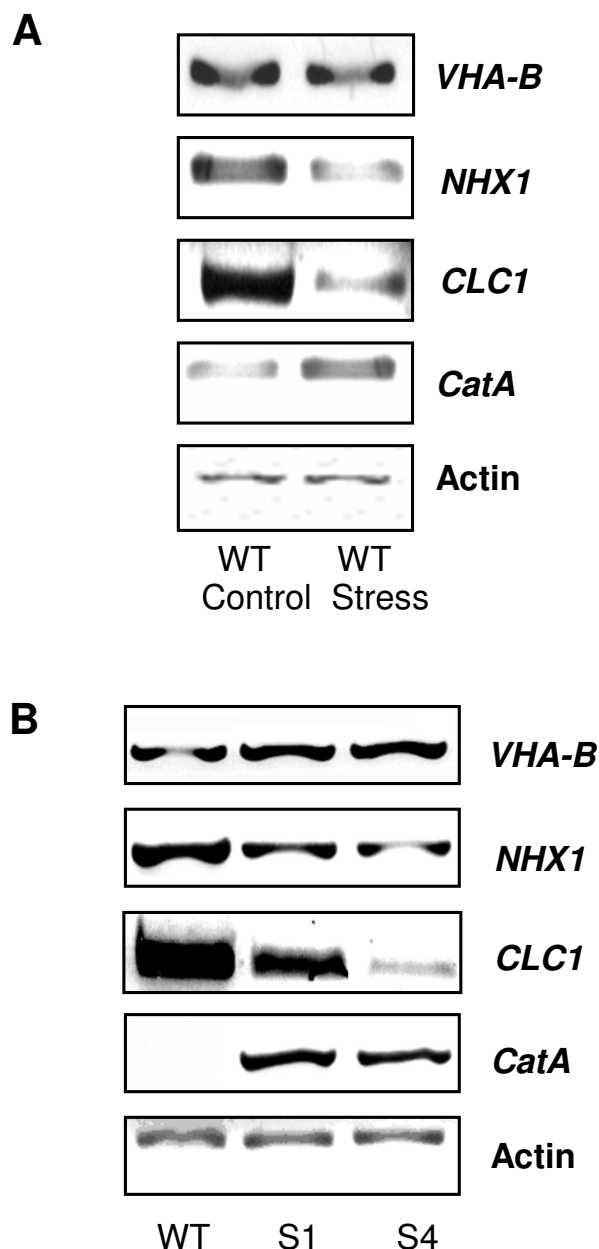 A
VHA-B
NHX1
CLC1
CatA
Actin
WT WT
Control Stress
B
VHA-B
NHX1
CLC1
CatA
Actin
WT S1 S4